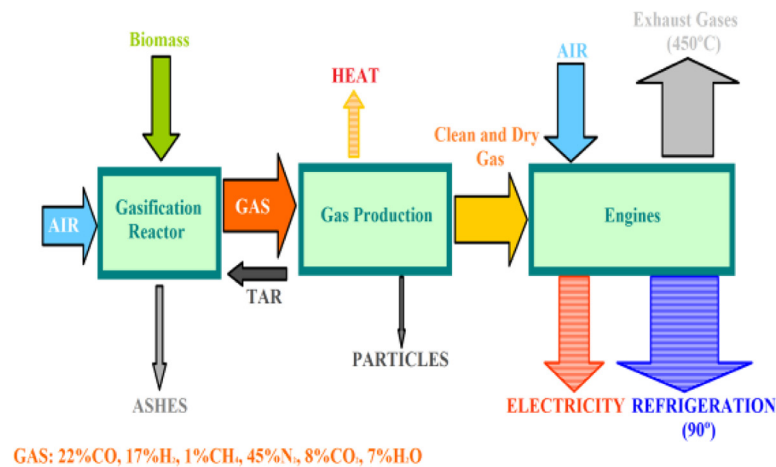 Exhaust Gases
(450ºC)
Biomass
AIR
HEAT
Clean and Dry
Gas
Gasification
Reactor
AIR
GAS
Gas Production
Engines
TAR
PARTICLES
ASHES
ELECTRICITY
REFRIGERATION
(90º)
GAS: 22%CO, 17%H₂, 1%CH₄, 45%N₂, 8%CO₂, 7%H₂O